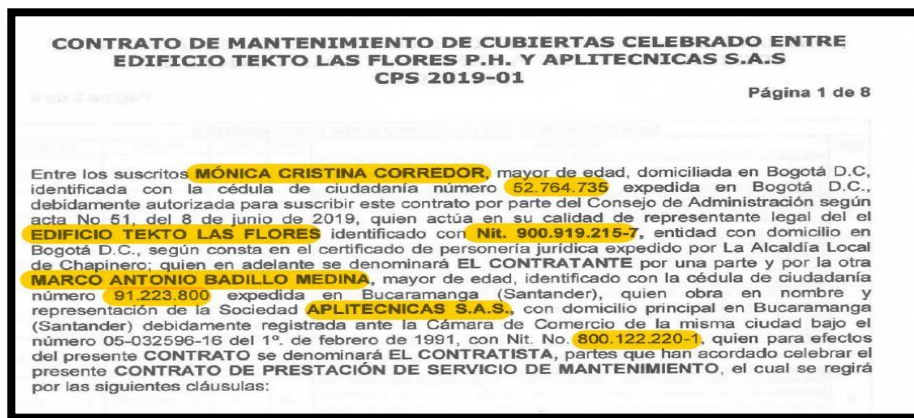 CONTRATO DE MANTENIMIENTO DE CUBIERTAS CELEBRADO ENTRE
EDIFICIO TEKTO LAS FLORES P.H. Y APLITECNICAS S.A.S
CPS 2019-01
Página 1 de 8
Entre los suscritos MÓNICA CRISTINA CORREDOR, mayor de edad, domiciliada en Bogotá D.C,
identificada con la cédula de ciudadanía número 52.764.735 expedida en Bogotá D.C.,
debidamente autorizada para suscribir este contrato por parte del Consejo de Administración según
acta No 51, del 8 de junio de 2019, quien actúa en su calidad de representante legal del el
EDIFICIO TEKTO LAS FLORES identificado con Nit. 900.919.215-7, entidad con domicilio en
Bogotá D.C., según consta en el certificado de personería jurídica expedido por La Alcaldía Local
de Chapinero; quien en adelante se denominará EL CONTRATANTE por una parte y por la otra
MARCO ANTONIO BADILLO MEDINA, mayor de edad, identificado con la cédula de ciudadanía
número 91.223.800 expedida en Bucaramanga (Santander), quien obra en nombre y
representación de la Sociedad APLITECNICAS S.A.S., con domicilio principal en Bucaramanga
(Santander) debidamente registrada ante la Cámara de Comercio de la misma ciudad bajo el
número 05-032596-16 del 1º. de febrero de 1991, con Nit. No. 800.122.220-1, quien para efectos
del presente CONTRATO se denominará EL CONTRATISTA, partes que han acordado celebrar el
presente CONTRATO DE PRESTACIÓN DE SERVICIO DE MANTENIMIENTO, el cual se regirá
por las siguientes cláusulas: